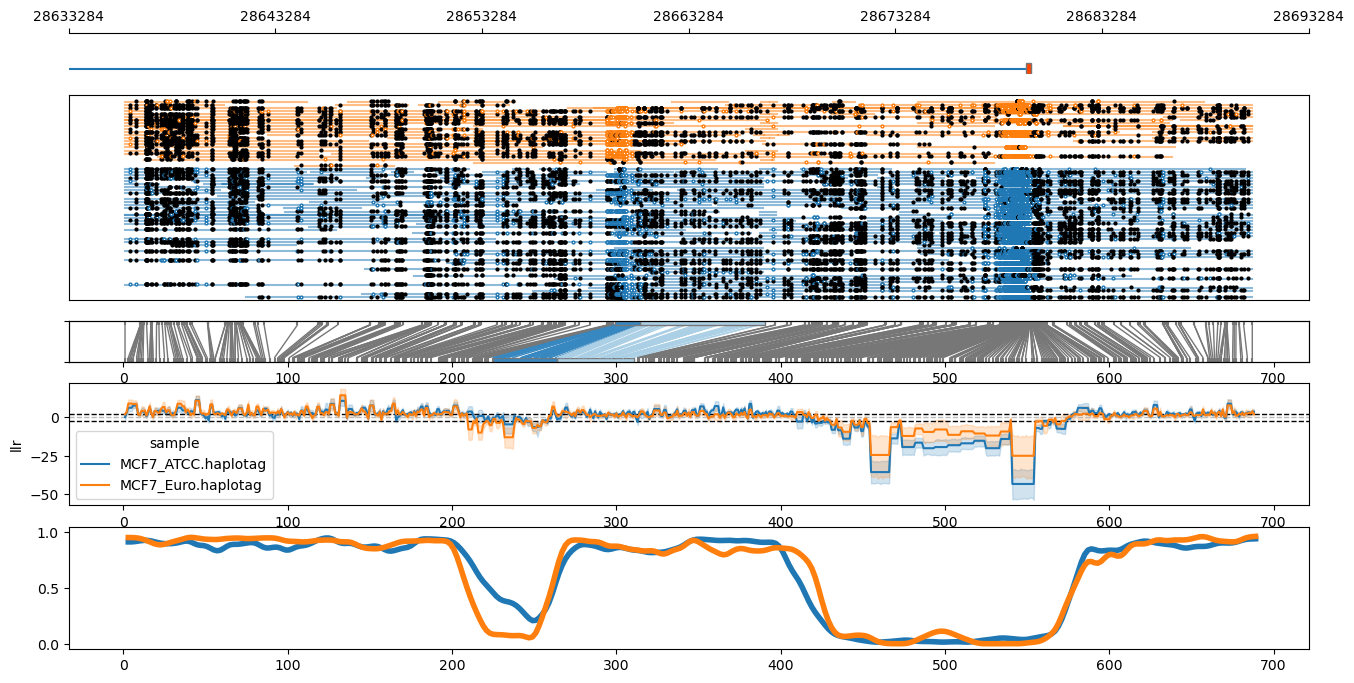 28633284 28643284 28653284 28663284 28673284 28683284 28693284
0 100 200 300 400 500 600 700
0
−25
−50
llr
sample
MCF7_ATCC.haplotag
MCF7_Euro.haplotag
0 100 200 300 400 500 600 700
1.0
0.5
0.0
0 100 200 300 400 500 600 700